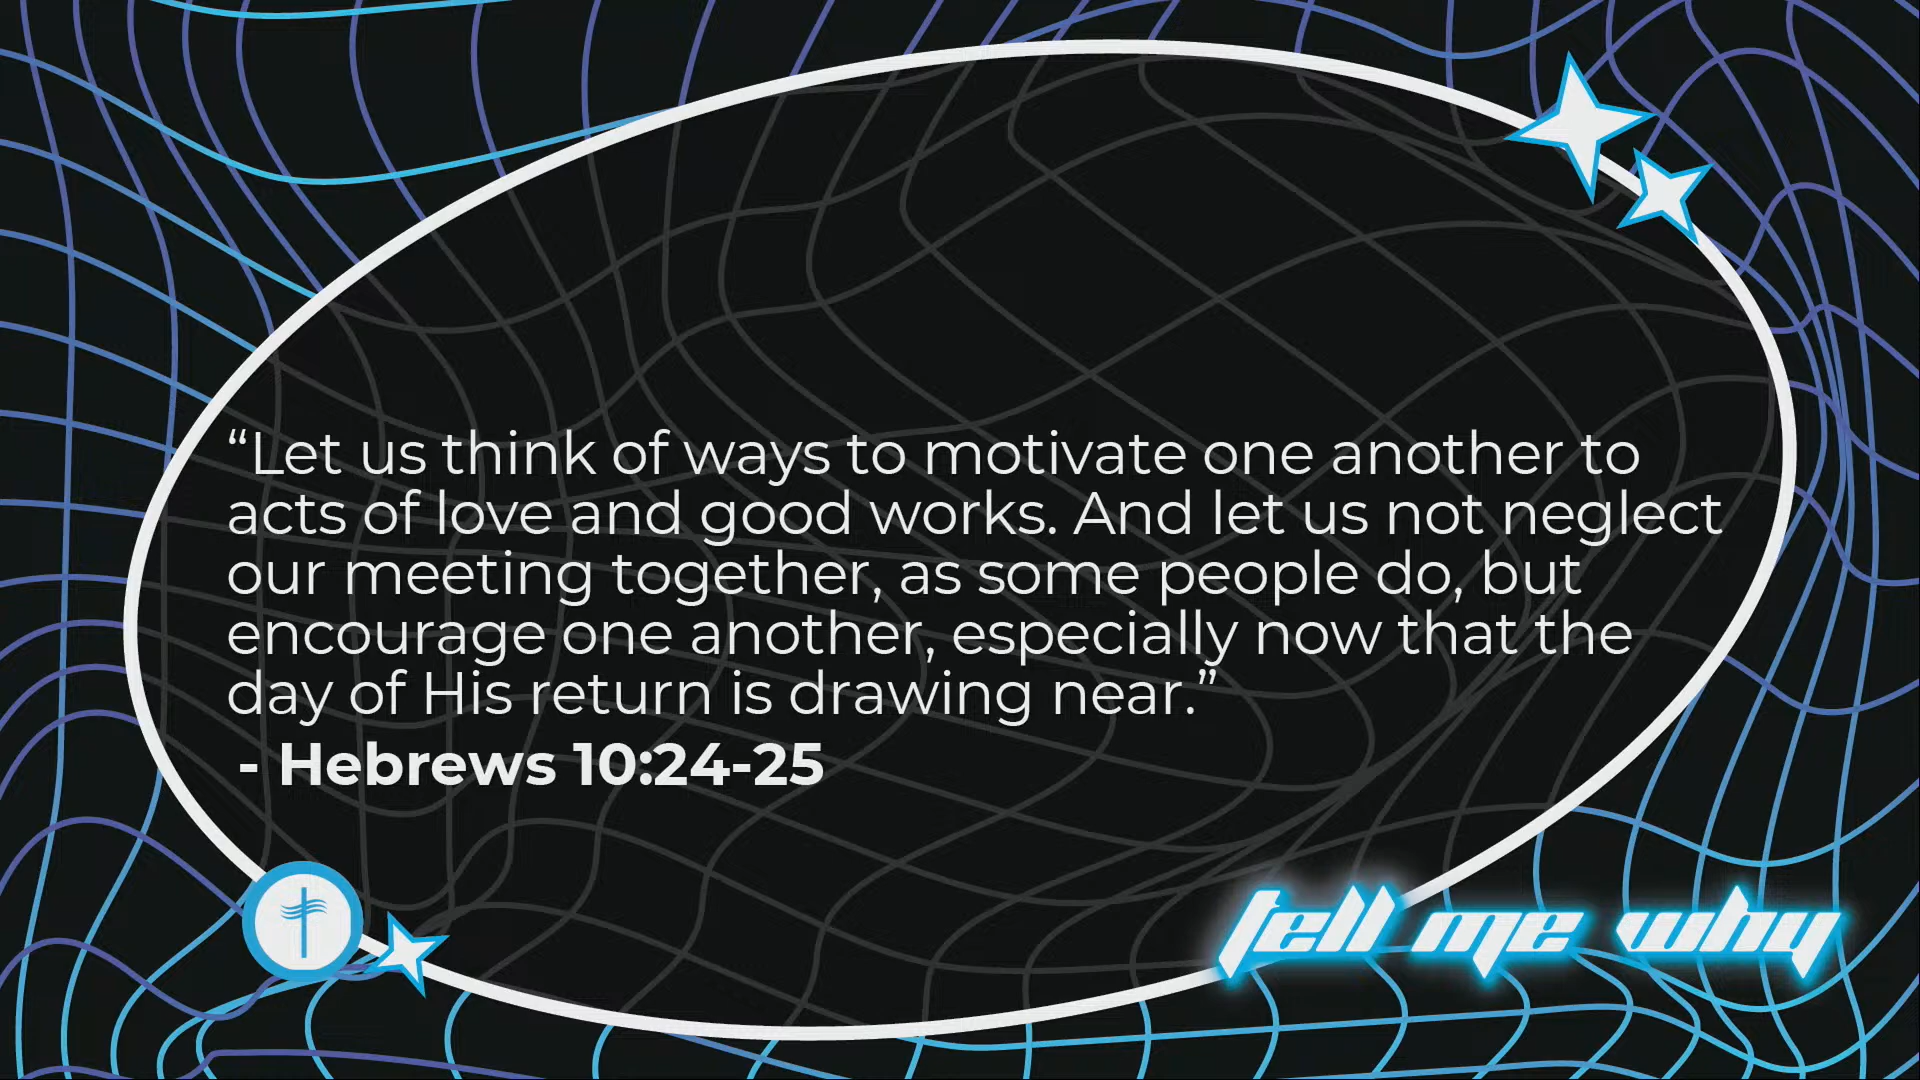 “Let us think of ways to motivate one another to
acts of love and good works. And let us not neglect
our meeting together, as some people do, but
encourage one another, especially now that the
day of His return is drawing near.”
- Hebrews 10:24-25
tell me why